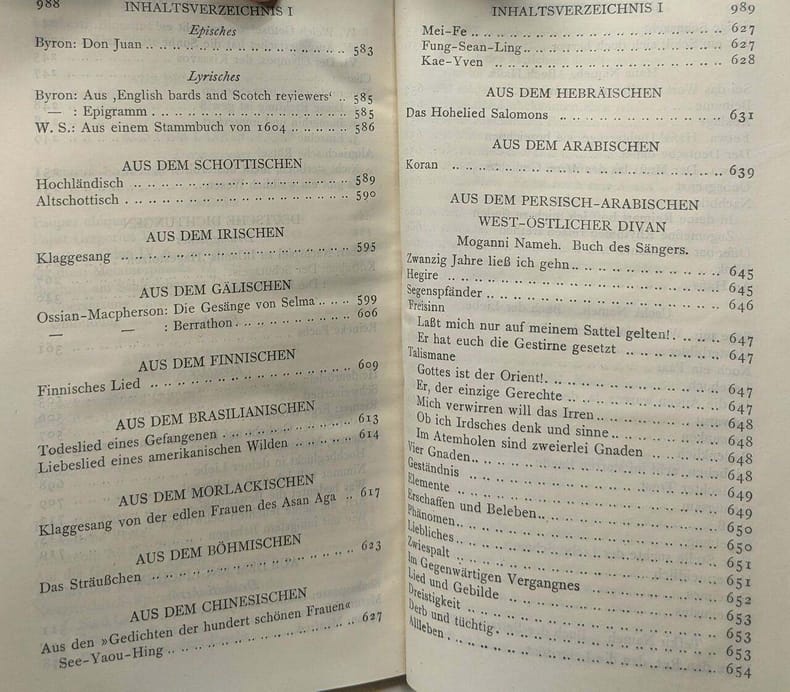 988 INHALTSVERZEICHNIS I
Episches
Byron: Don Juan .................... 583
Lyrisches
Byron: Aus ‚English bards and Scotch reviewers‘ .. 585
— : Epigramm .................... 585
W. S.: Aus einem Stammbuch von 1604 ........ 586
AUS DEM SCHOTTISCHEN
Hochländisch .................... 589
Altschottisch .................... 590
AUS DEM IRISCHEN
Klaggesang .................... 595
AUS DEM GÄLISCHEN
Ossian-Macpherson: Die Gesänge von Selma ...... 599
— — : Berrathon .............. 606
AUS DEM FINNISCHEN
Finnisches Lied .................... 609
AUS DEM BRASILIANISCHEN
Todeslied eines Gefangenen ................ 613
Liebeslied eines amerikanischen Wilden ........ 614
AUS DEM MORLACKISCHEN
Klaggesang von der edlen Frauen des Asan Aga .. 617
AUS DEM BÖHMISCHEN
Das Sträußchen .................... 623
AUS DEM CHINESISCHEN
Aus den »Gedichten der hundert schönen Frauen«
See-Yaou-Hing .................... 627
INHALTSVERZEICHNIS I 989
Mei-Fe .................... 627
Fung-Sean-Ling .................... 627
Kae-Yven .................... 628
AUS DEM HEBRÄISCHEN
Das Hohelied Salomons ................ 631
AUS DEM ARABISCHEN
Koran .................... 639
AUS DEM PERSISCH-ARABISCHEN
WEST-ÖSTLICHER DIVAN
Moganni Nameh. Buch des Sängers.
Zwanzig Jahre ließ ich gehn .............. 645
Hegire .................... 645
Segenspfänder .................... 646
Freisinn
Laßt mich nur auf meinem Sattel gelten! ...... 647
Er hat euch die Gestirne gesetzt .......... 647
Talismane
Gottes ist der Orient! .................... 647
Er, der einzige Gerechte ................ 647
Mich verwirren will das Irren .............. 648
Ob ich Irdsches denk und sinne ............ 648
Im Atemholen sind zweierlei Gnaden ........ 648
Vier Gnaden .................... 648
Geständnis .................... 649
Elemente .................... 649
Erschaffen und Beleben ................ 650
Phänomen .................... 650
Liebliches .................... 651
Zwiespalt .................... 651
Im Gegenwärtigen Vergangnes ............ 652
Lied und Gebilde .................... 653
Dreistigkeit .................... 653
Derb und tüchtig .................... 653
Allleben .................... 654